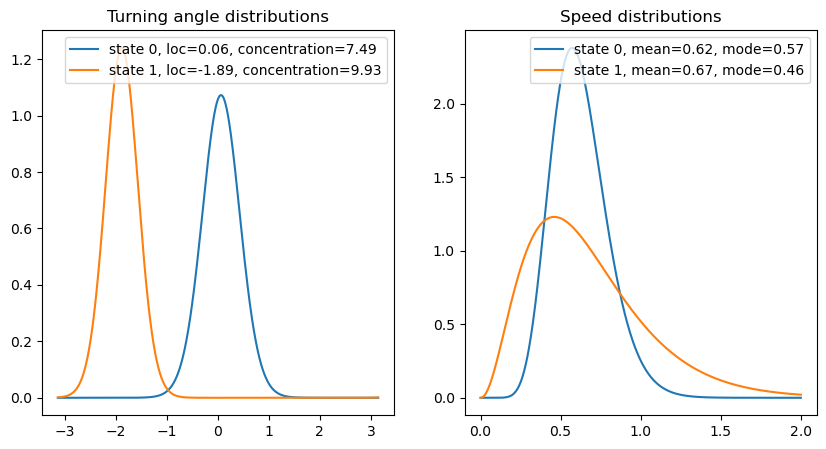 Turning angle distributions
state 0, loc=0.06, concentration=7.49
state 1, loc=-1.89, concentration=9.93
1.2
1.0
0.8
0.6
0.4
0.2
0.0
−3 −2 −1 0 1 2 3
Speed distributions
state 0, mean=0.62, mode=0.57
state 1, mean=0.67, mode=0.46
2.0
1.5
1.0
0.5
0.0
0.0 0.5 1.0 1.5 2.0